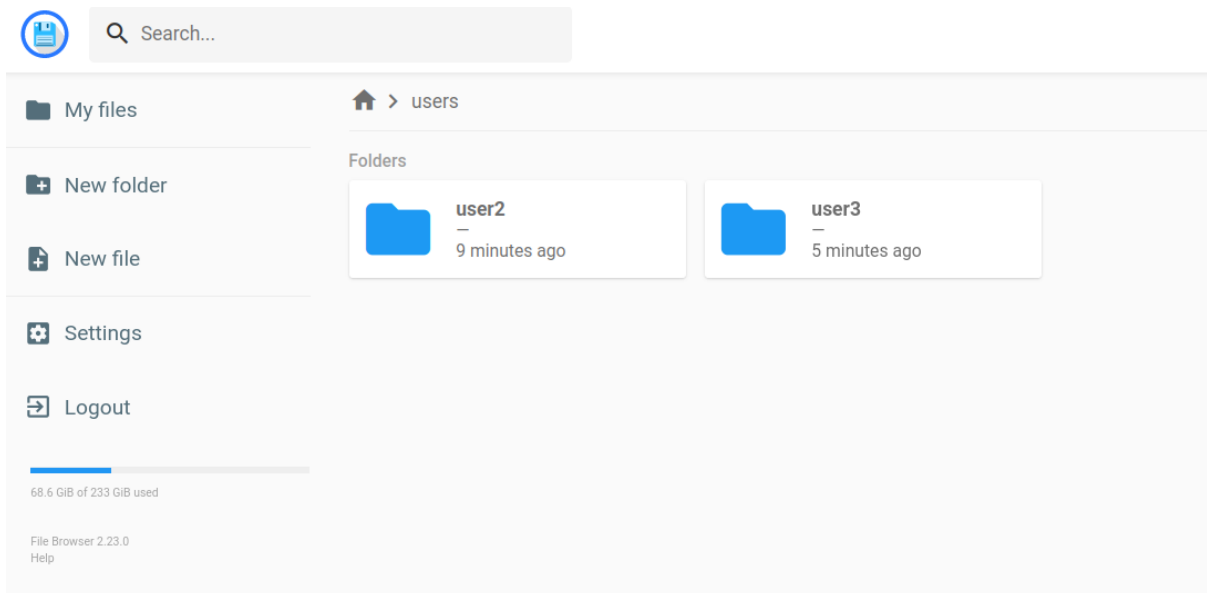 Search...
My files
New folder
New file
Settings
Logout
68.6 GiB of 233 GiB used
File Browser 2.23.0
Help
users
Folders
user2
—
9 minutes ago
user3
—
5 minutes ago